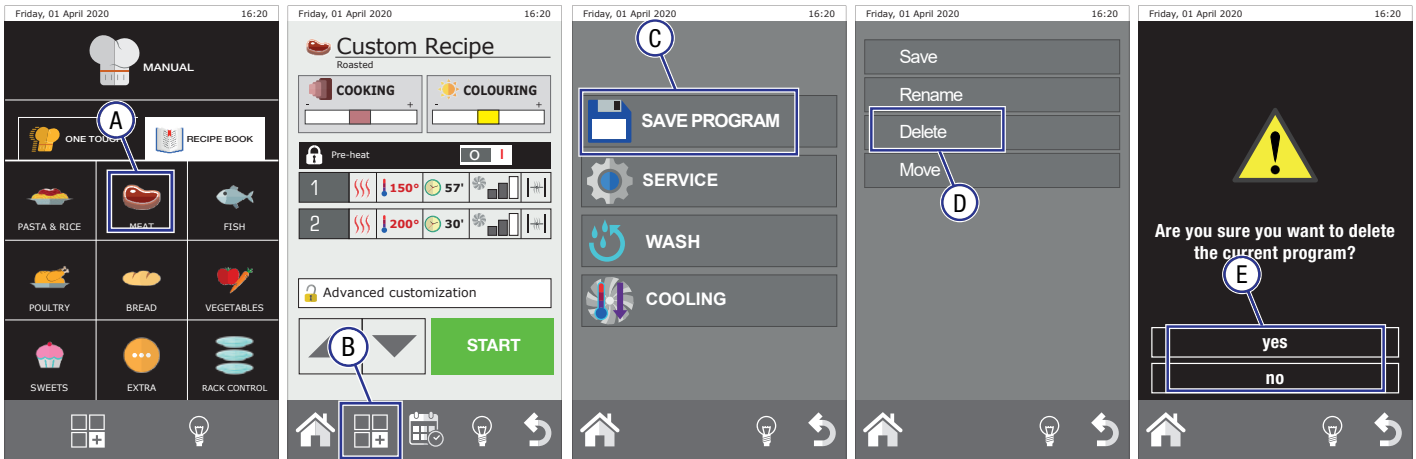 Friday, 01 April 2020 16:20
MANUAL
A
ONE TOUCH
RECIPE BOOK
PASTA & RICE
MEAT
FISH
POULTRY
BREAD
VEGETABLES
SWEETS
EXTRA
RACK CONTROL
Friday, 01 April 2020 16:20
Custom Recipe
Roasted
COOKING
- +
COLOURING
- +
Pre-heat O I
1 150° 57'
2 200° 30'
Advanced customization
B
START
Friday, 01 April 2020 16:20
C
SAVE PROGRAM
SERVICE
WASH
COOLING
Friday, 01 April 2020 16:20
Save
Rename
Delete
Move
D
Friday, 01 April 2020 16:20
Are you sure you want to delete
the current program?
E
yes
no